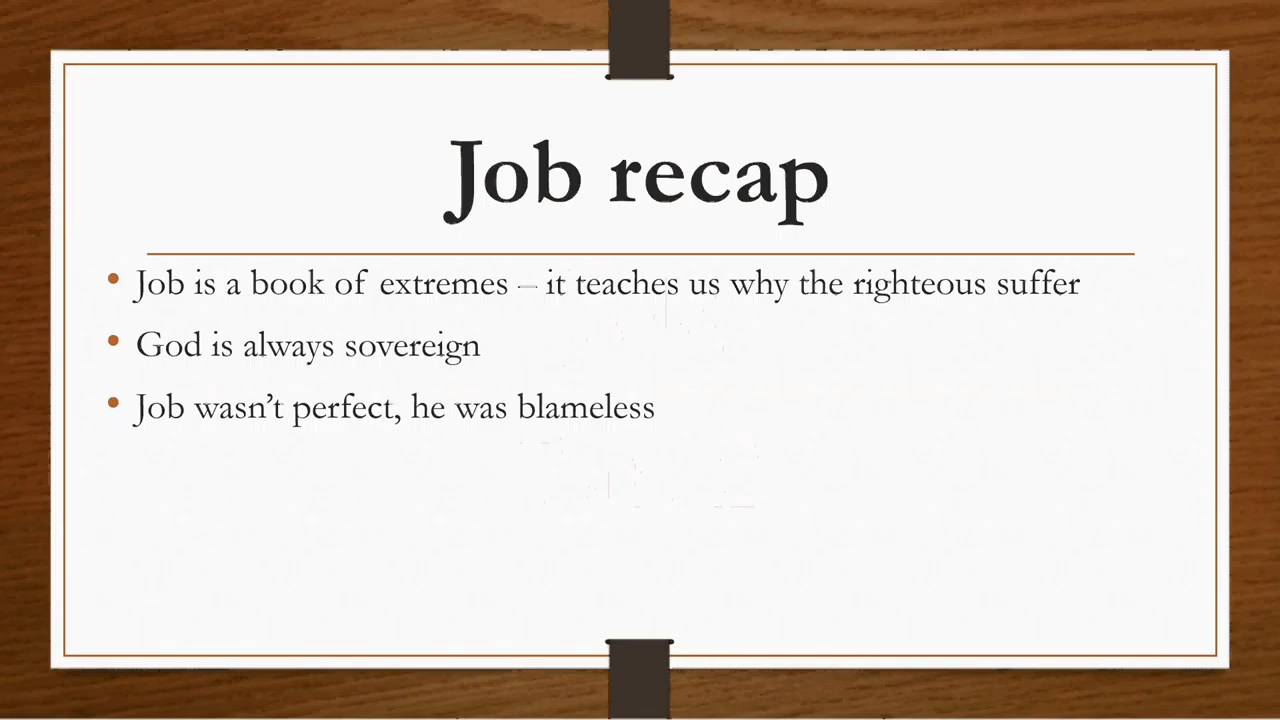 Job recap
• Job is a book of extremes – it teaches us why the righteous suffer
• God is always sovereign
• Job wasn’t perfect, he was blameless